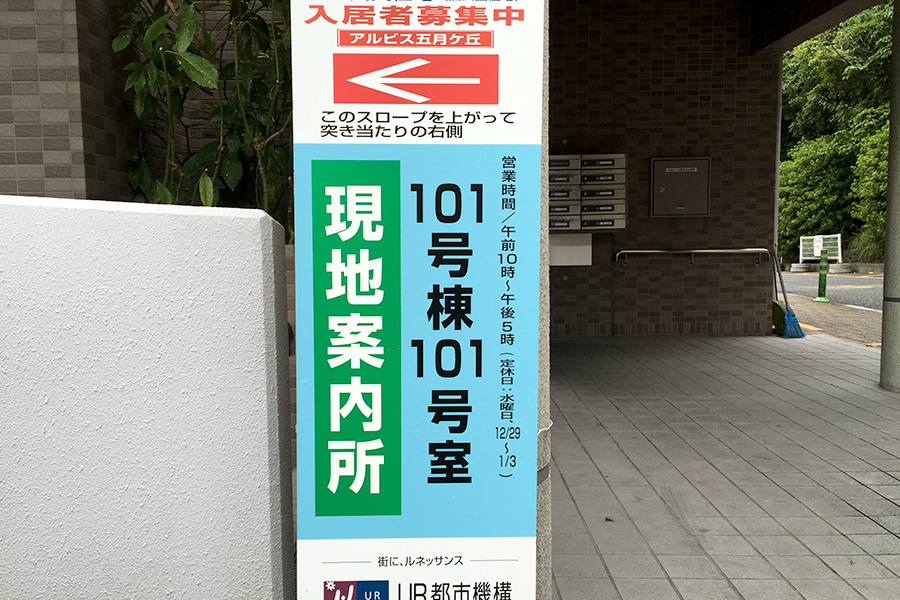 入居者募集中
アルビス五月ケ丘
このスロープを上がって
突き当たりの右側
現地案内所
101号棟101号室
営業時間／午前10時～午後5時（定休日：水曜日、12/29～1/3）
街に、ルネッサンス
UR
UR都市機構